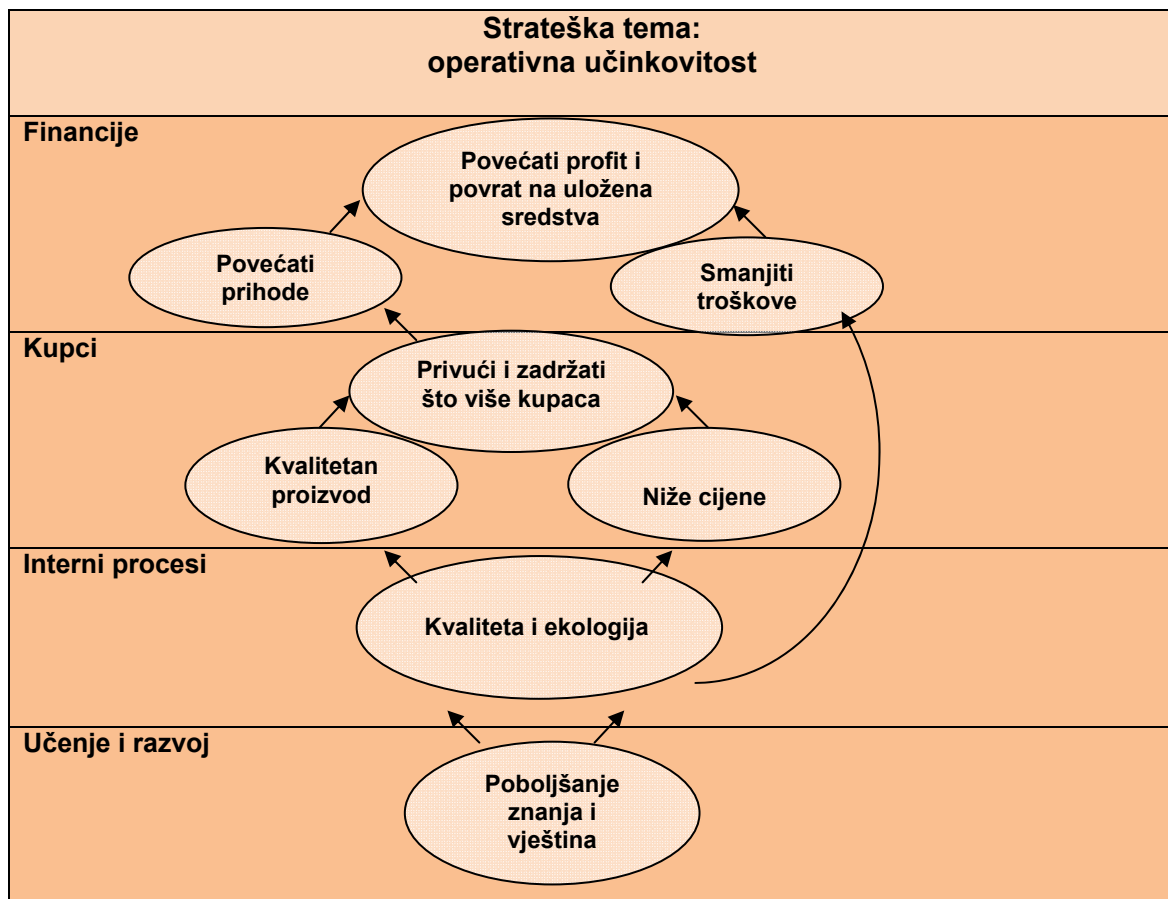 Strateška tema:
operativna učinkovitost
Financije
Povećati profit i
povrat na uložena
sredstva
Povećati
prihode
Smanjiti
troškove
Kupci
Privući i zadržati
što više kupaca
Kvalitetan
proizvod
Niže cijene
Interni procesi
Kvaliteta i ekologija
Učenje i razvoj
Poboljšanje
znanja i
vještina